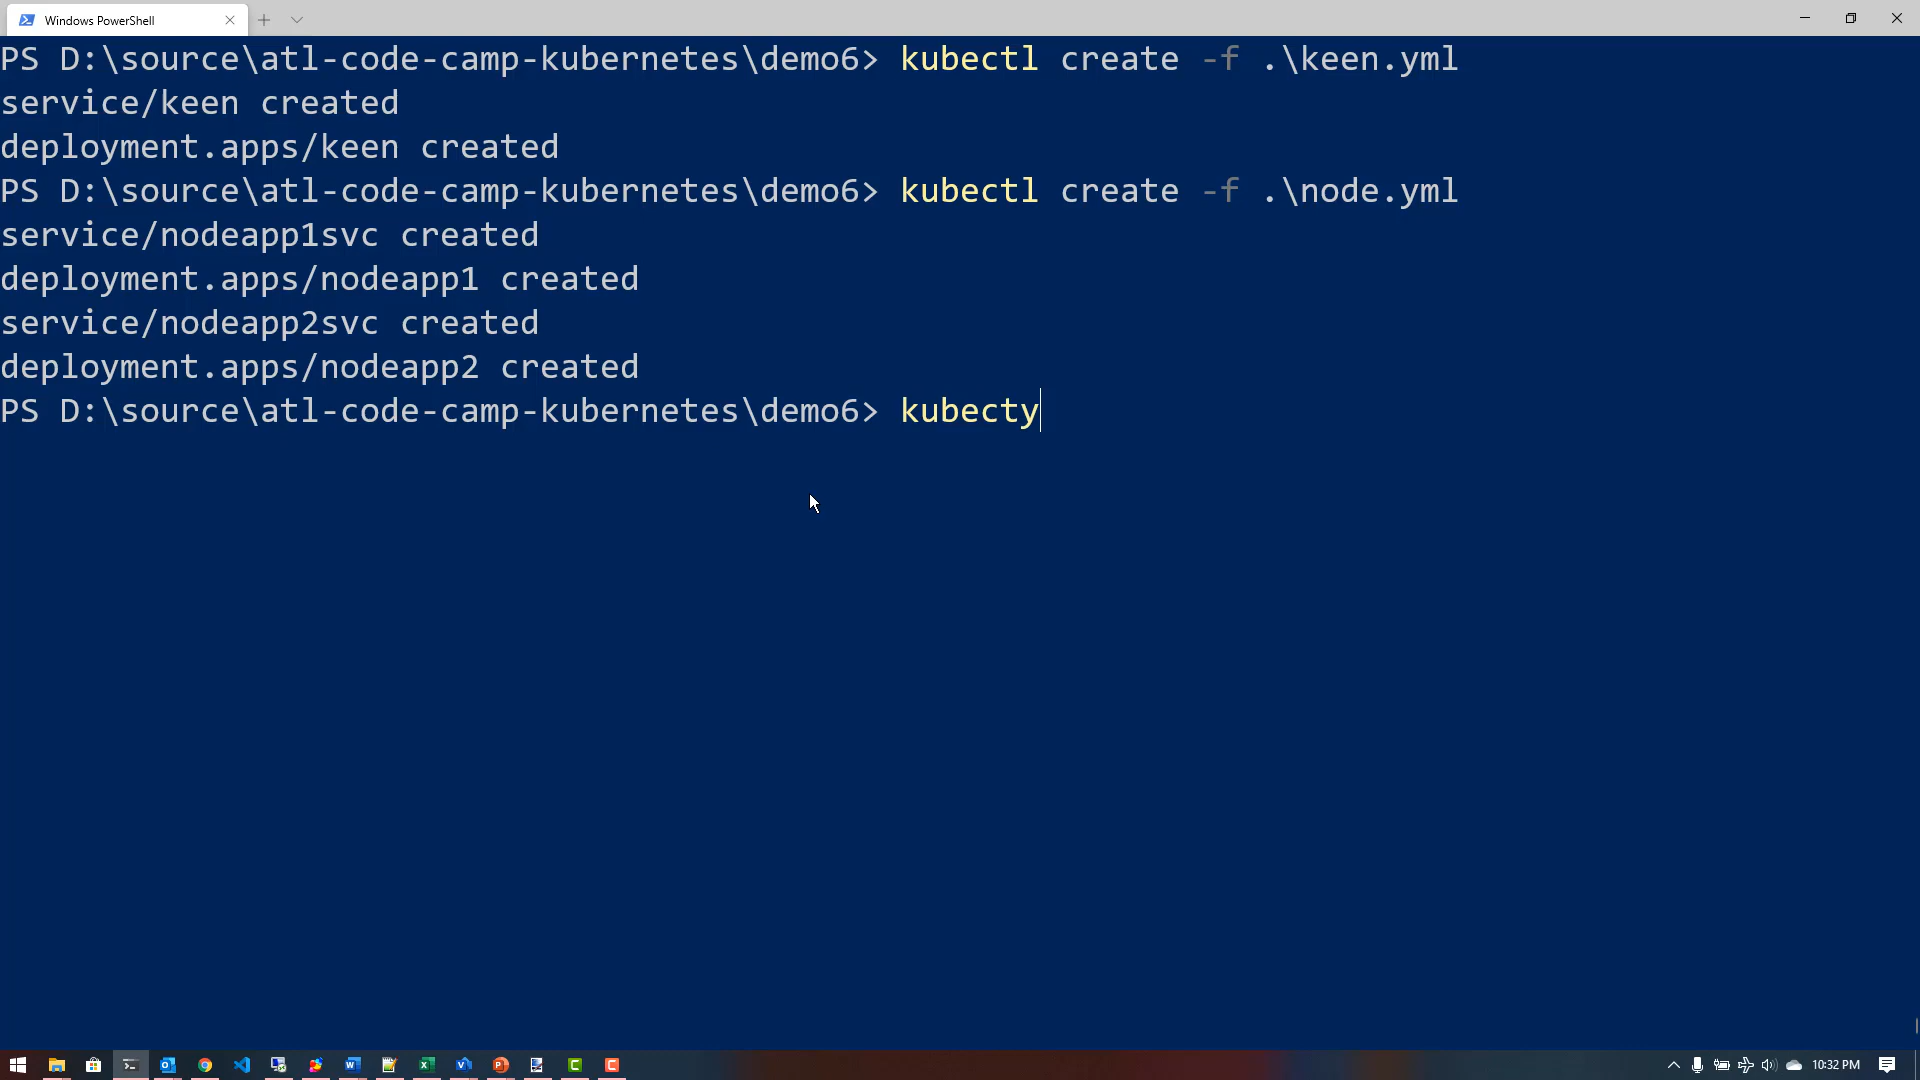 Windows PowerShell
PS D:\source\atl-code-camp-kubernetes\demo6> kubectl create -f .\keen.yml
service/keen created
deployment.apps/keen created
PS D:\source\atl-code-camp-kubernetes\demo6> kubectl create -f .\node.yml
service/nodeapp1svc created
deployment.apps/nodeapp1 created
service/nodeapp2svc created
deployment.apps/nodeapp2 created
PS D:\source\atl-code-camp-kubernetes\demo6> kubecty
10:32 PM